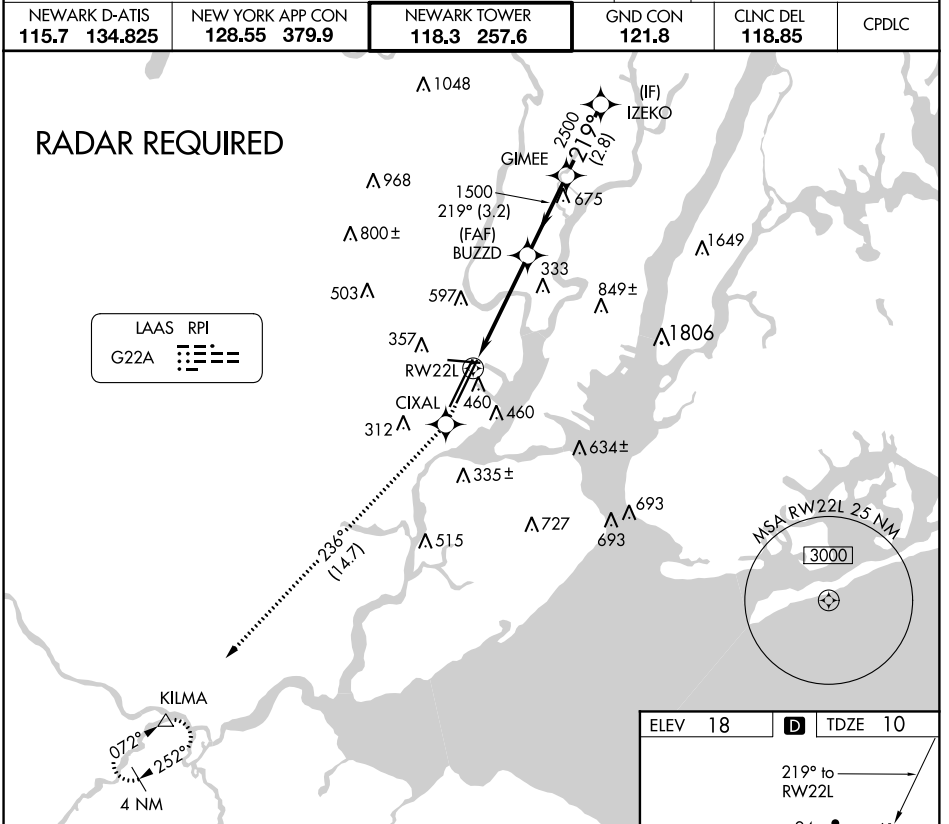 NEWARK D-ATIS
115.7 134.825
NEW YORK APP CON
128.55 379.9
NEWARK TOWER
118.3 257.6
GND CON
121.8
CLNC DEL
118.85
CPDLC
RADAR REQUIRED
1048
(IF)
IZEKO
2500
219°
(2.8)
GIMEE
968
675
1500
219° (3.2)
800±
(FAF)
BUZZD
1649
333
503
597
849±
LAAS RPI
G22A
357
1806
RW22L
CIXAL
460
460
312
634±
335±
693
727
693
515
236°
(14.7)
MSA RW22L 25 NM
3000
KILMA
072°
252°
4 NM
ELEV 18
D
TDZE 10
219° to
RW22L